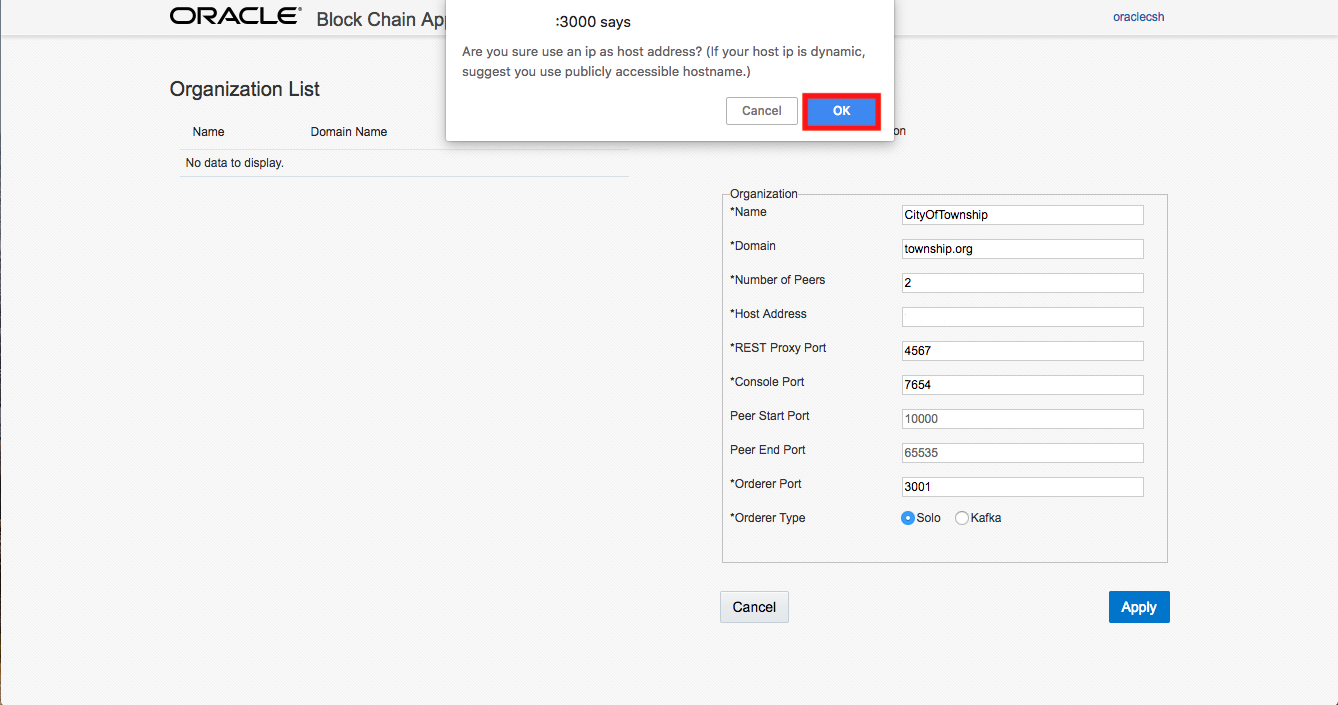 ORACLE® Block Chain App
oraclecsh
:3000 says
Are you sure use an ip as host address? (If your host ip is dynamic,
suggest you use publicly accessible hostname.)
Cancel OK
Organization List
Name Domain Name
on
No data to display.
Organization
*Name CityOfTownship
*Domain township.org
*Number of Peers 2
*Host Address
*REST Proxy Port 4567
*Console Port 7654
Peer Start Port 10000
Peer End Port 65535
*Orderer Port 3001
*Orderer Type Solo Kafka
Cancel Apply